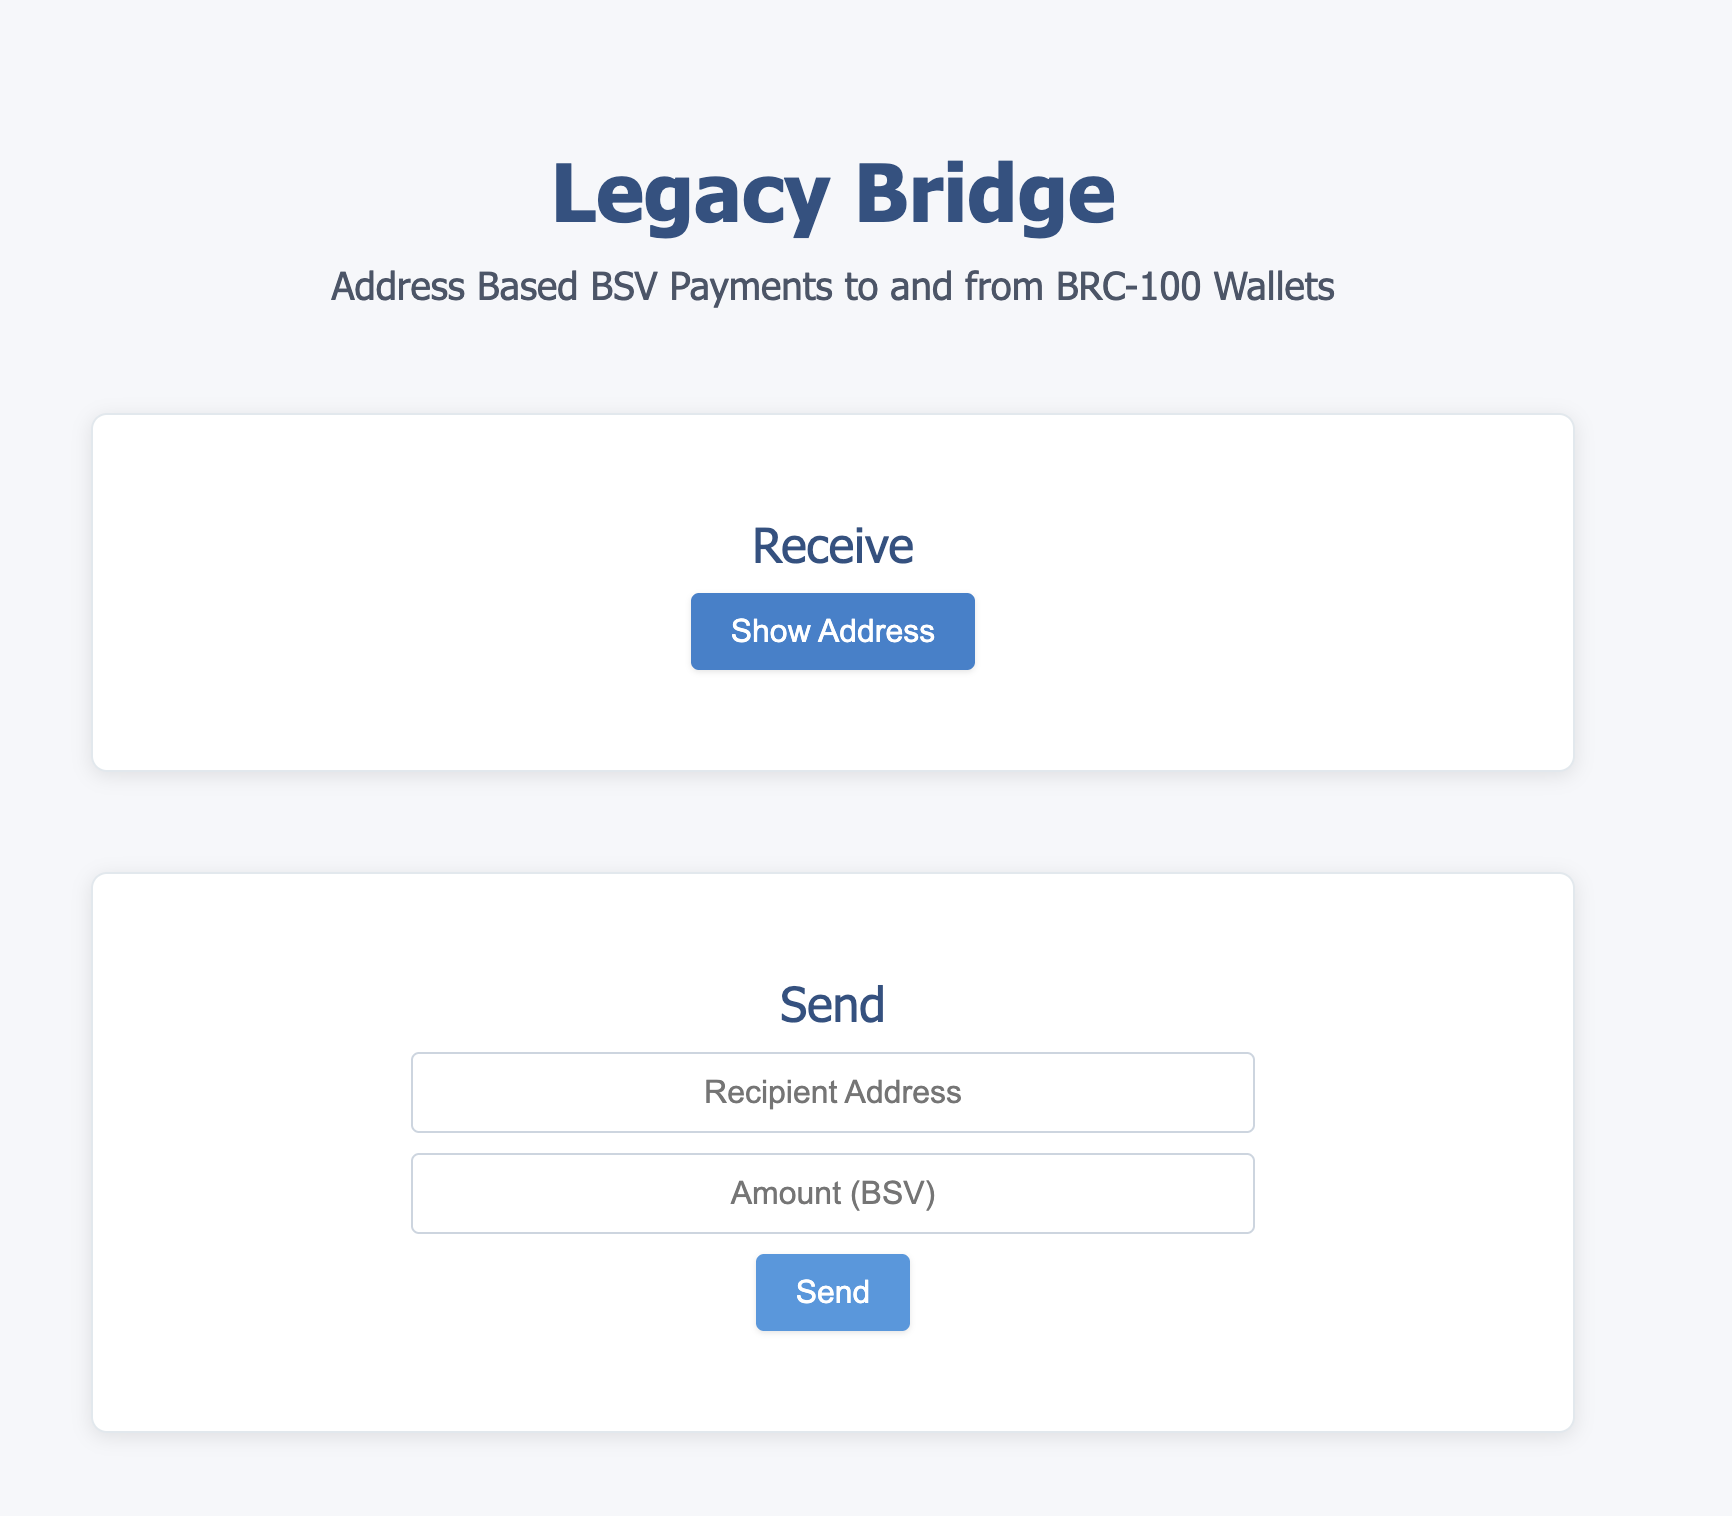 Legacy Bridge
Address Based BSV Payments to and from BRC-100 Wallets
Receive
Show Address
Send
Recipient Address
Amount (BSV)
Send